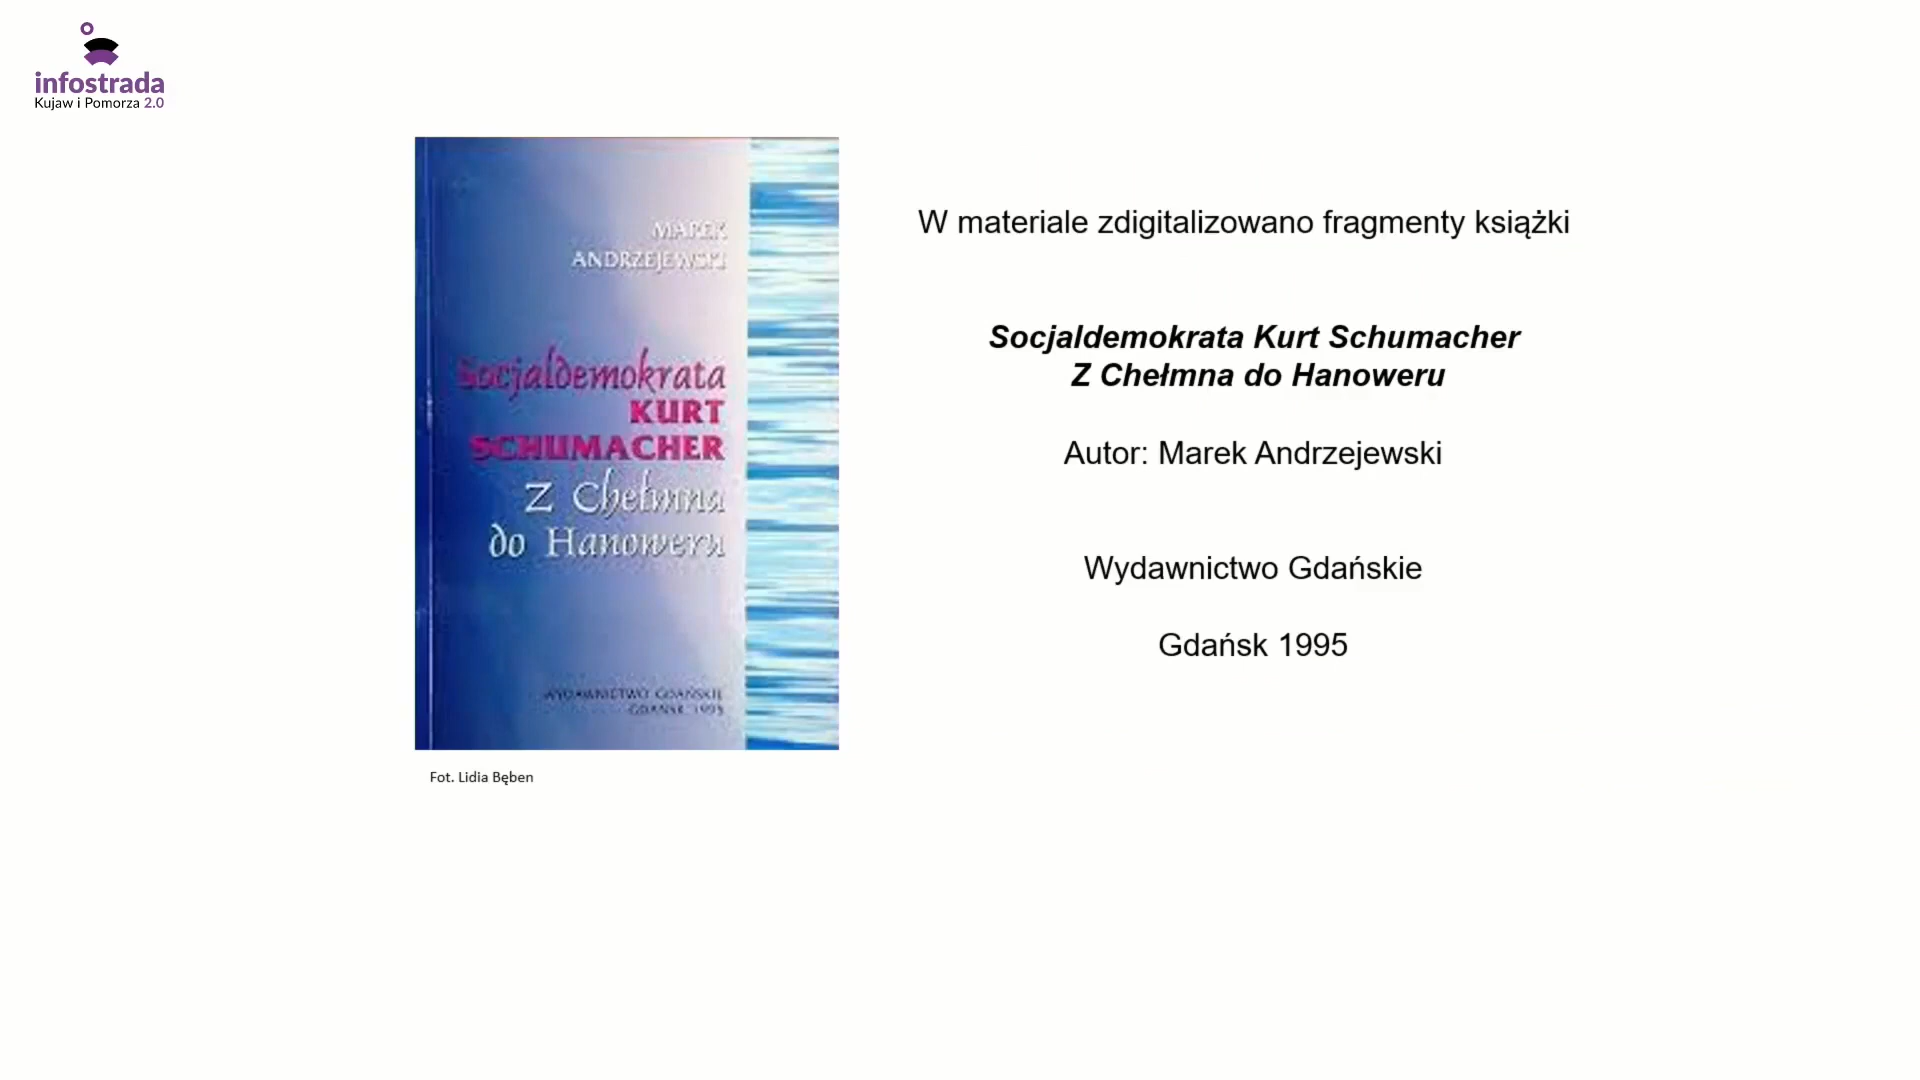 infostrada
Kujaw i Pomorza 2.0
MAREK
ANDRZEJEWSKI
Socjaldemokrata
KURT
SCHUMACHER
Z Chełmna
do Hanoweru
WYDAWNICTWO GDAŃSKIE
GDAŃSK 1995
Fot. Lidia Bęben
W materiale zdigitalizowano fragmenty książki
Socjaldemokrata Kurt Schumacher
Z Chełmna do Hanoweru
Autor: Marek Andrzejewski
Wydawnictwo Gdańskie
Gdańsk 1995